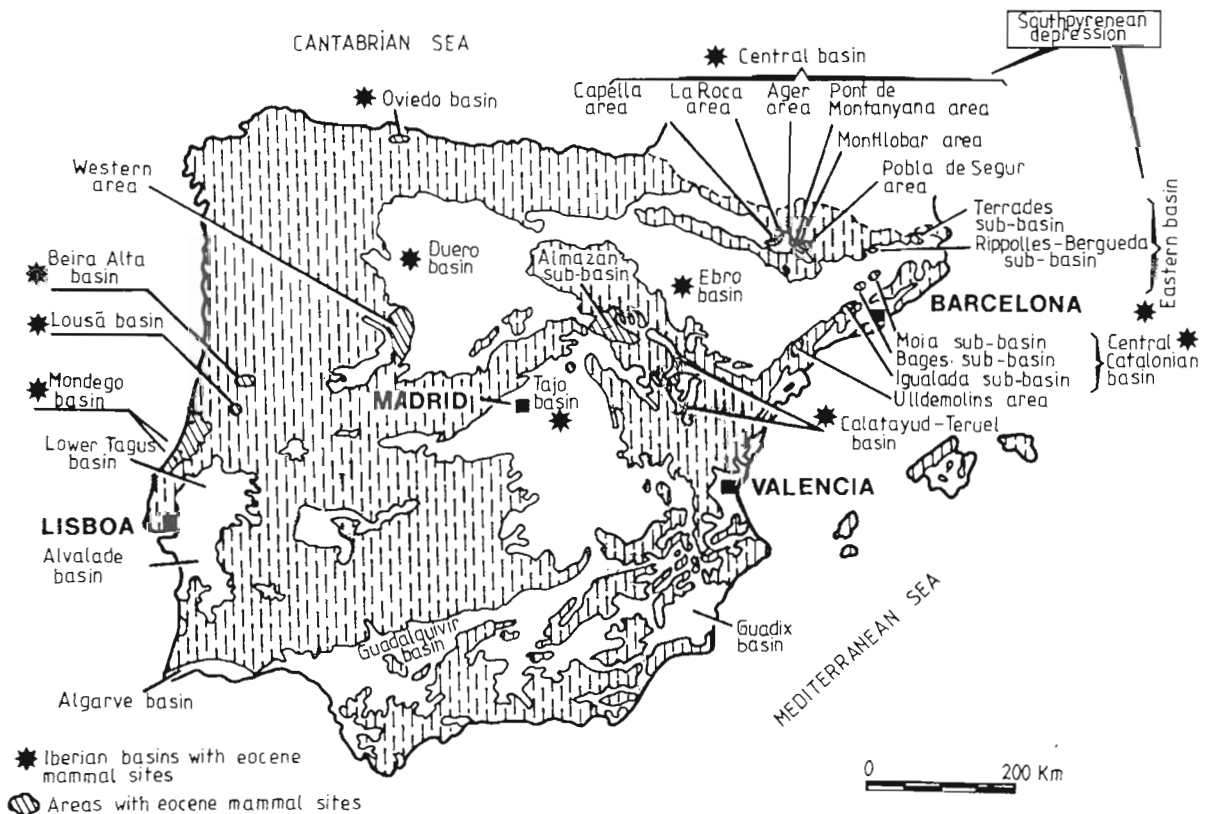 Southpyrenean
depression
CANTABRIAN SEA
Central basin
Capélla
area
La Roca
area
Ager
area
Pont de
Montanyana area
Montllobar area
Pobla de Segur
area
Oviedo basin
Western
area
Terrades
sub-basin
Rippolles-Bergueda
sub-basin
Eastern basin
Duero
basin
Almazán
sub-basin
Ebro
basin
Beira Alta
basin
Lousã basin
BARCELONA
Moia sub-basin
Bages sub-basin
Igualada sub-basin
Central
Catalonian
basin
Ulldemolins area
Mondego
basin
MADRID
Tajo
basin
Calatayud-Teruel
basin
Lower Tagus
basin
VALENCIA
LISBOA
Alvalade
basin
Guadalquivir
basin
Guadix
basin
MEDITERRANEAN SEA
Algarve basin
Iberian basins with eocene
mammal sites
Areas with eocene mammal sites
0 200 Km